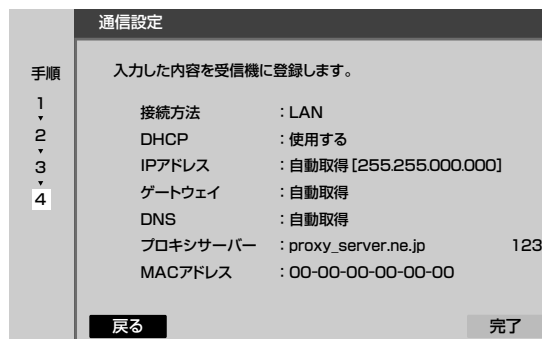 通信設定
手順
1
2
3
4
入力した内容を受信機に登録します。
接続方法 :LAN
DHCP :使用する
IPアドレス :自動取得[255.255.000.000]
ゲートウェイ :自動取得
DNS :自動取得
プロキシサーバー :proxy_server.ne.jp 123
MACアドレス :00-00-00-00-00-00
戻る 完了